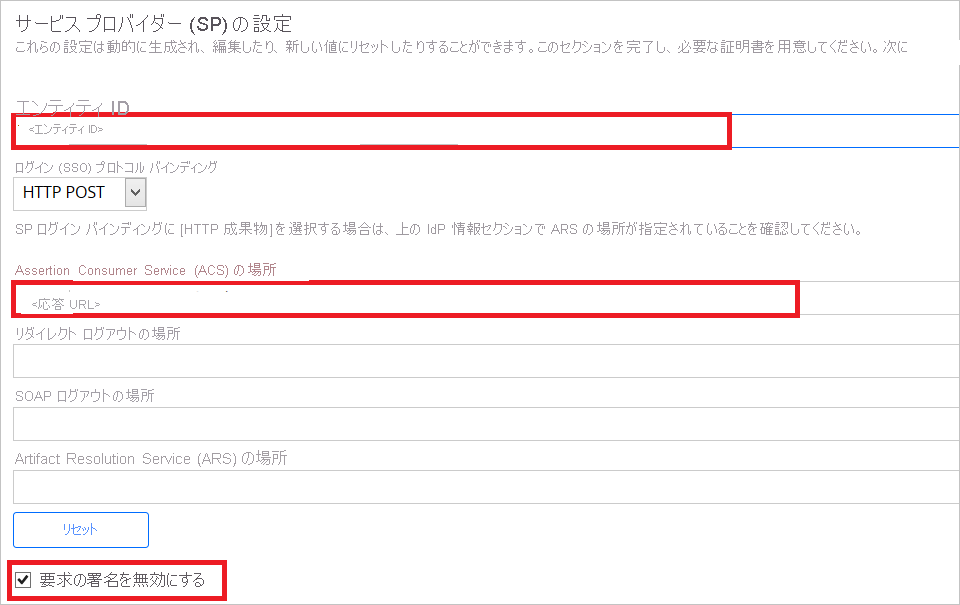 サービス プロバイダー (SP) の設定
これらの設定は動的に生成され、編集したり、新しい値にリセットしたりすることができます。このセクションを完了し、必要な証明書を用意してください。次に
エンティティ ID
<エンティティ ID>
ログイン (SSO) プロトコル バインディング
HTTP POST
SP ログイン バインディングに [HTTP 成果物] を選択する場合は、上の IdP 情報セクションで ARS の場所が指定されていることを確認してください。
Assertion Consumer Service (ACS) の場所
<応答 URL>
リダイレクト ログアウトの場所
SOAP ログアウトの場所
Artifact Resolution Service (ARS) の場所
リセット
要求の署名を無効にする